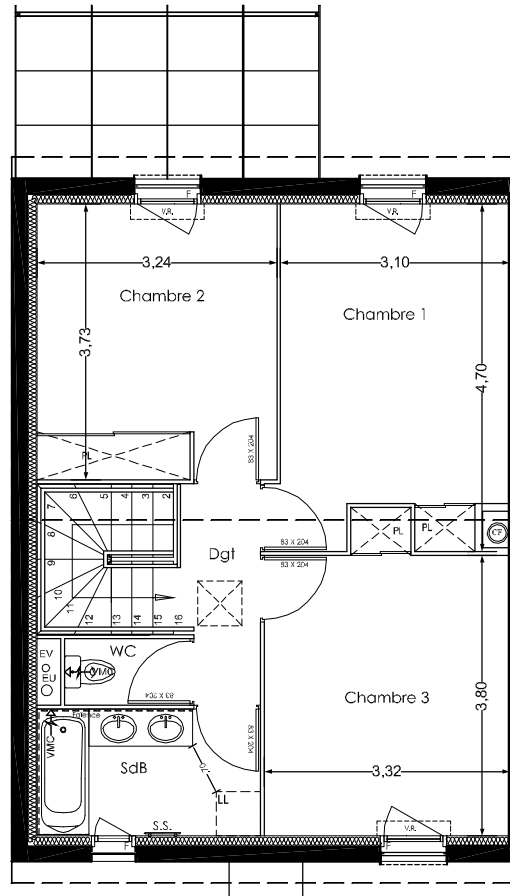 F
F
V.R.
V.R.
3,24
3,10
Chambre 2
Chambre 1
3,73
4,70
PL
83 X 204
7
6
5
4
3
2
8
PL
PL
CF
83 X 204
Dgt
9
83 X 204
10
11
12
13
14
15
16
WC
EV
EU
VMC
83 X 204
Chambre 3
3,80
Faïence
VMC
83 X 204
SdB
70
3,32
LL
S.S.
V.R.
F
F